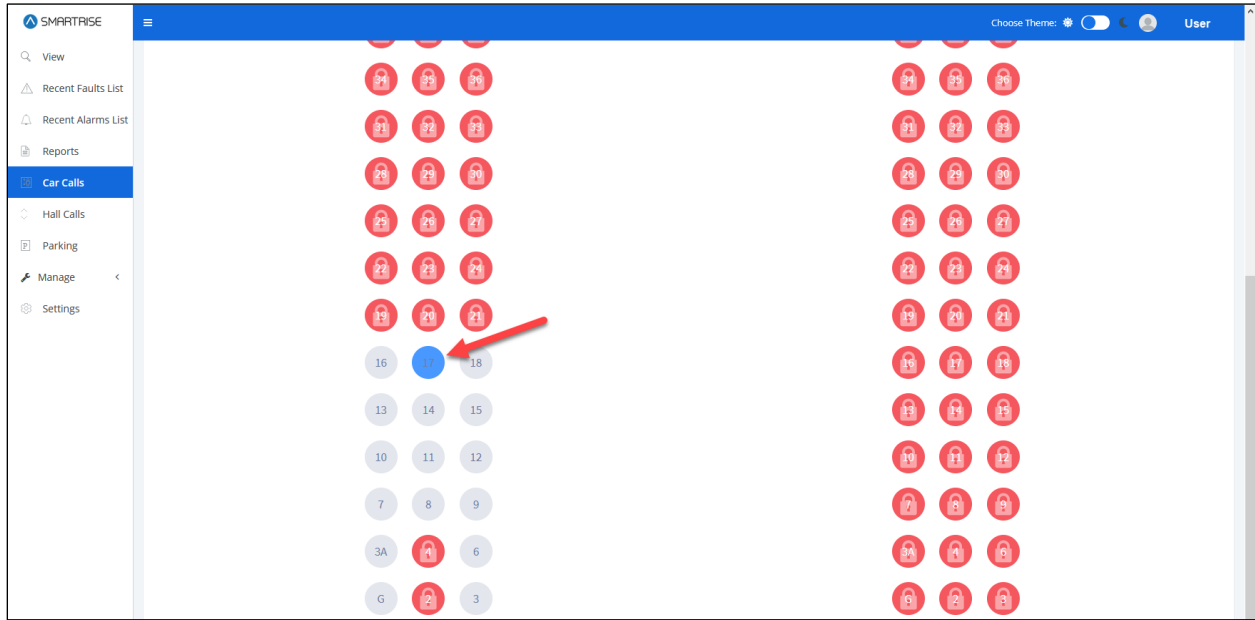 SMARTRISE
Choose Theme:
User
View
Recent Faults List
Recent Alarms List
Reports
Car Calls
Hall Calls
Parking
Manage
Settings
34 35 36 34 35 36
31 32 33 31 32 33
28 29 30 28 29 30
25 26 27 25 26 27
22 23 24 22 23 24
19 20 21 19 20 21
16 17 18 16 17 18
13 14 15 13 14 15
10 11 12 10 11 12
7 8 9 7 8 9
3A 4 6 3A 4 6
G 2 3 G 2 3